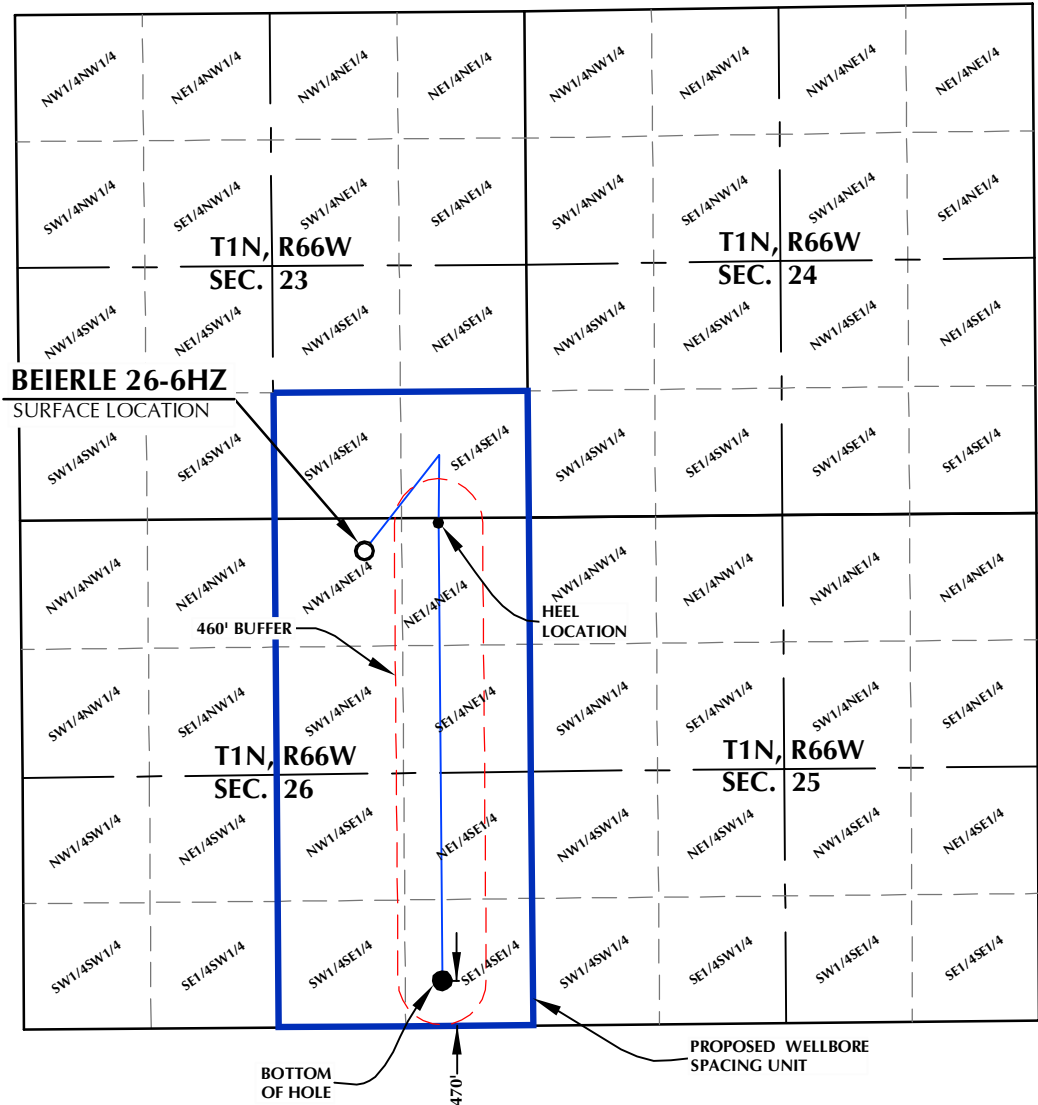 NW1/4NW1/4 NE1/4NW1/4 NW1/4NE1/4 NE1/4NE1/4 NW1/4NW1/4 NE1/4NW1/4 NW1/4NE1/4 NE1/4NE1/4
SW1/4NW1/4 SE1/4NW1/4 SW1/4NE1/4 SE1/4NE1/4 SW1/4NW1/4 SE1/4NW1/4 SW1/4NE1/4 SE1/4NE1/4
T1N, R66W
SEC. 23
T1N, R66W
SEC. 24
NW1/4SW1/4 NE1/4SW1/4 NW1/4SE1/4 NE1/4SE1/4 NW1/4SW1/4 NE1/4SW1/4 NW1/4SE1/4 NE1/4SE1/4
BEIERLE 26-6HZ
SURFACE LOCATION
SW1/4SW1/4 SE1/4SW1/4 SW1/4SE1/4 SE1/4SE1/4 SW1/4SW1/4 SE1/4SW1/4 SW1/4SE1/4 SE1/4SE1/4
NW1/4NW1/4 NE1/4NW1/4 NW1/4NE1/4 NE1/4NE1/4 NW1/4NW1/4 NE1/4NW1/4 NW1/4NE1/4 NE1/4NE1/4
460' BUFFER
HEEL
LOCATION
SW1/4NW1/4 SE1/4NW1/4 SW1/4NE1/4 SE1/4NE1/4 SW1/4NW1/4 SE1/4NW1/4 SW1/4NE1/4 SE1/4NE1/4
T1N, R66W
SEC. 26
T1N, R66W
SEC. 25
NW1/4SW1/4 NE1/4SW1/4 NW1/4SE1/4 NE1/4SE1/4 NW1/4SW1/4 NE1/4SW1/4 NW1/4SE1/4 NE1/4SE1/4
SW1/4SW1/4 SE1/4SW1/4 SW1/4SE1/4 SE1/4SE1/4 SW1/4SW1/4 SE1/4SW1/4 SW1/4SE1/4 SE1/4SE1/4
BOTTOM
OF HOLE
470'
PROPOSED WELLBORE
SPACING UNIT